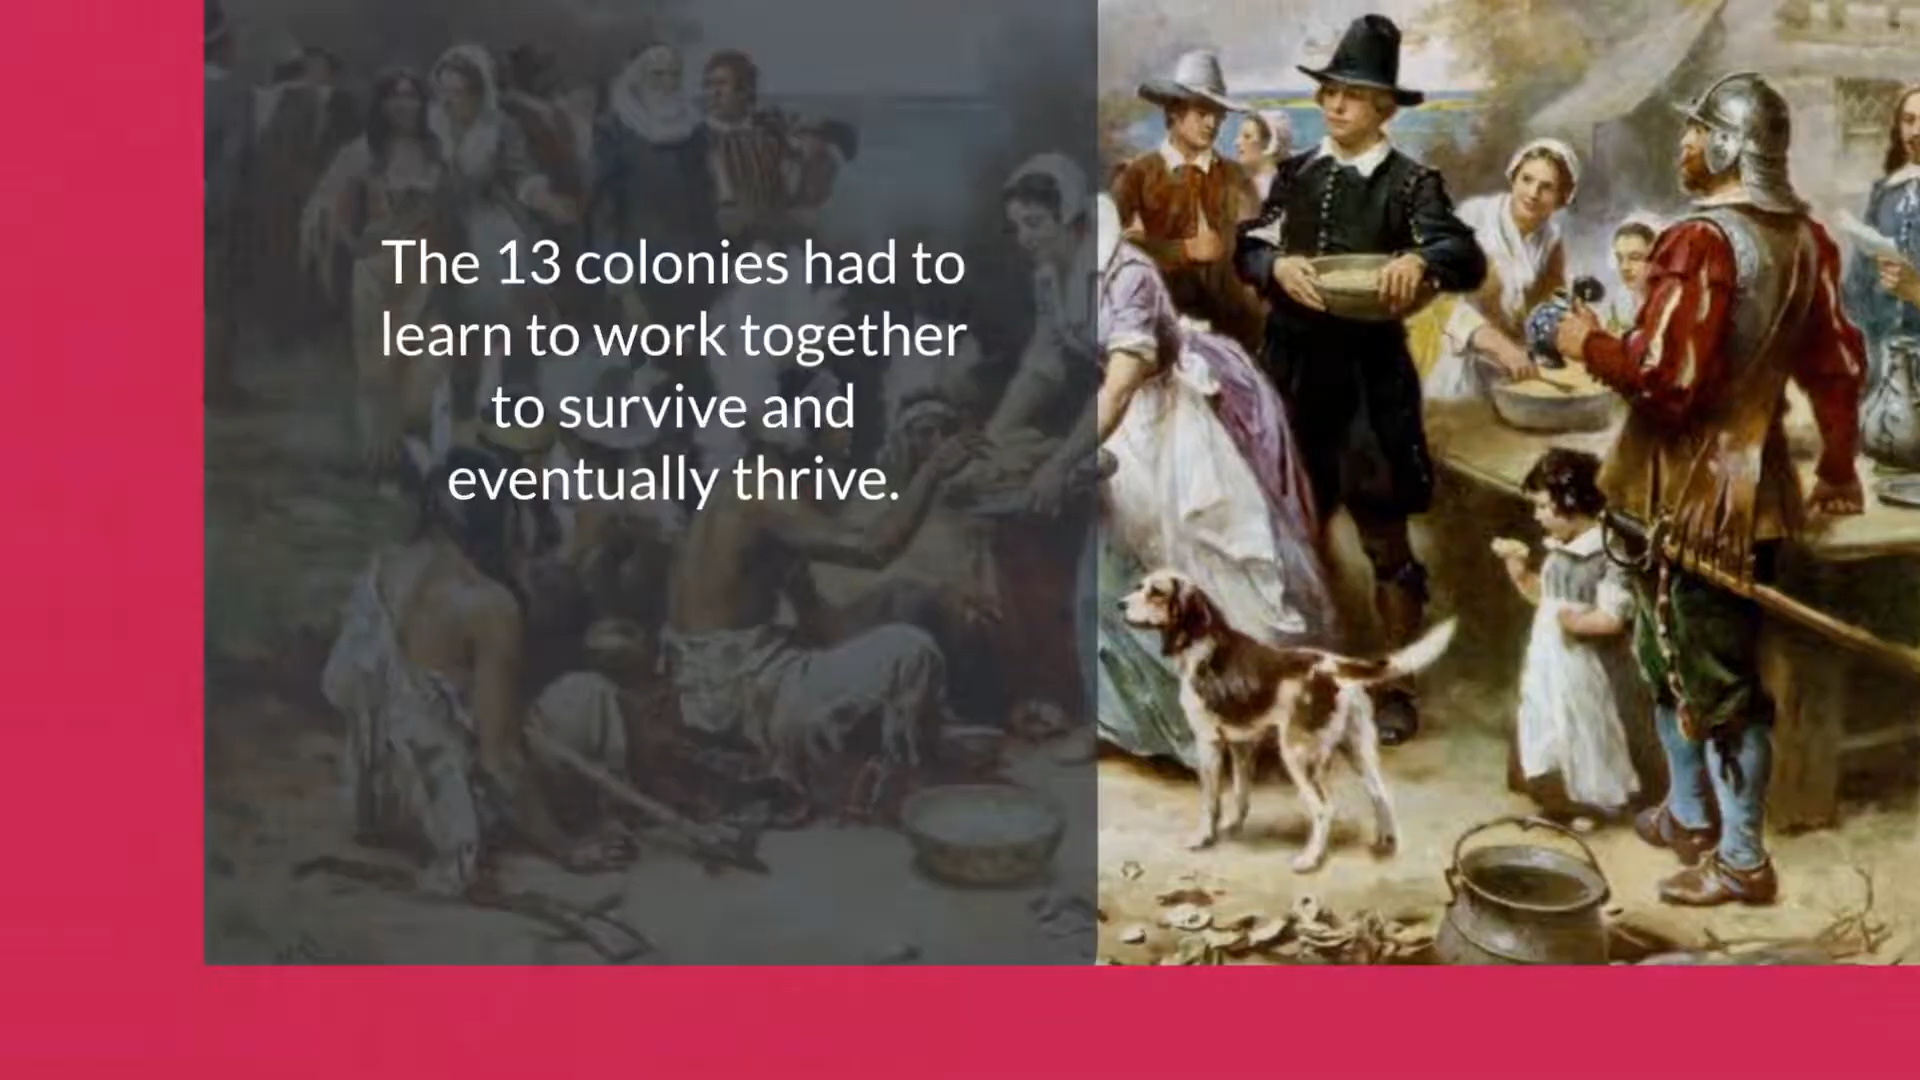 The 13 colonies had to
learn to work together
to survive and
eventually thrive.